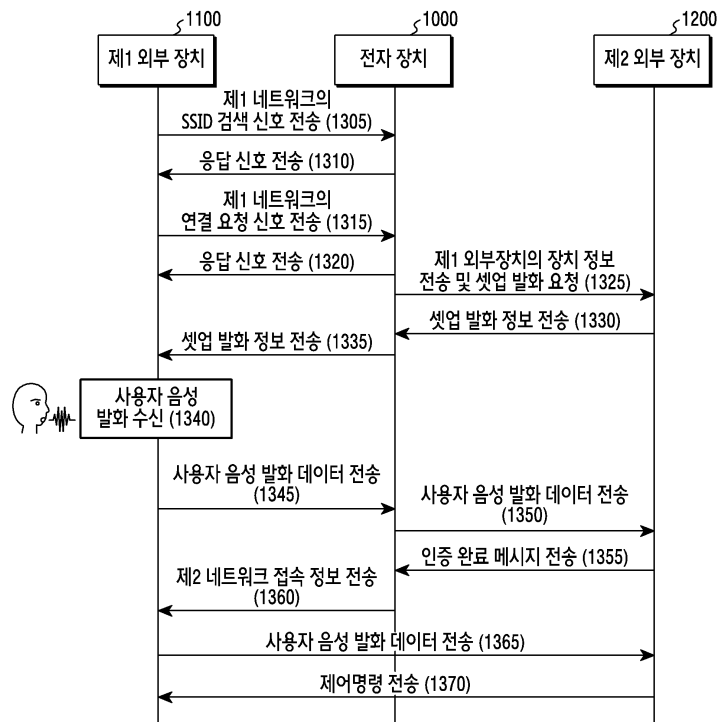 1100
1000
1200
제1 외부 장치
전자 장치
제2 외부 장치
제1 네트워크의
SSID 검색 신호 전송 (1305)
응답 신호 전송 (1310)
제1 네트워크의
연결 요청 신호 전송 (1315)
응답 신호 전송 (1320)
제1 외부장치의 장치 정보
전송 및 셋업 발화 요청 (1325)
셋업 발화 정보 전송 (1330)
셋업 발화 정보 전송 (1335)
사용자 음성
발화 수신 (1340)
사용자 음성 발화 데이터 전송
(1345)
사용자 음성 발화 데이터 전송
(1350)
인증 완료 메시지 전송 (1355)
제2 네트워크 접속 정보 전송
(1360)
사용자 음성 발화 데이터 전송 (1365)
제어명령 전송 (1370)